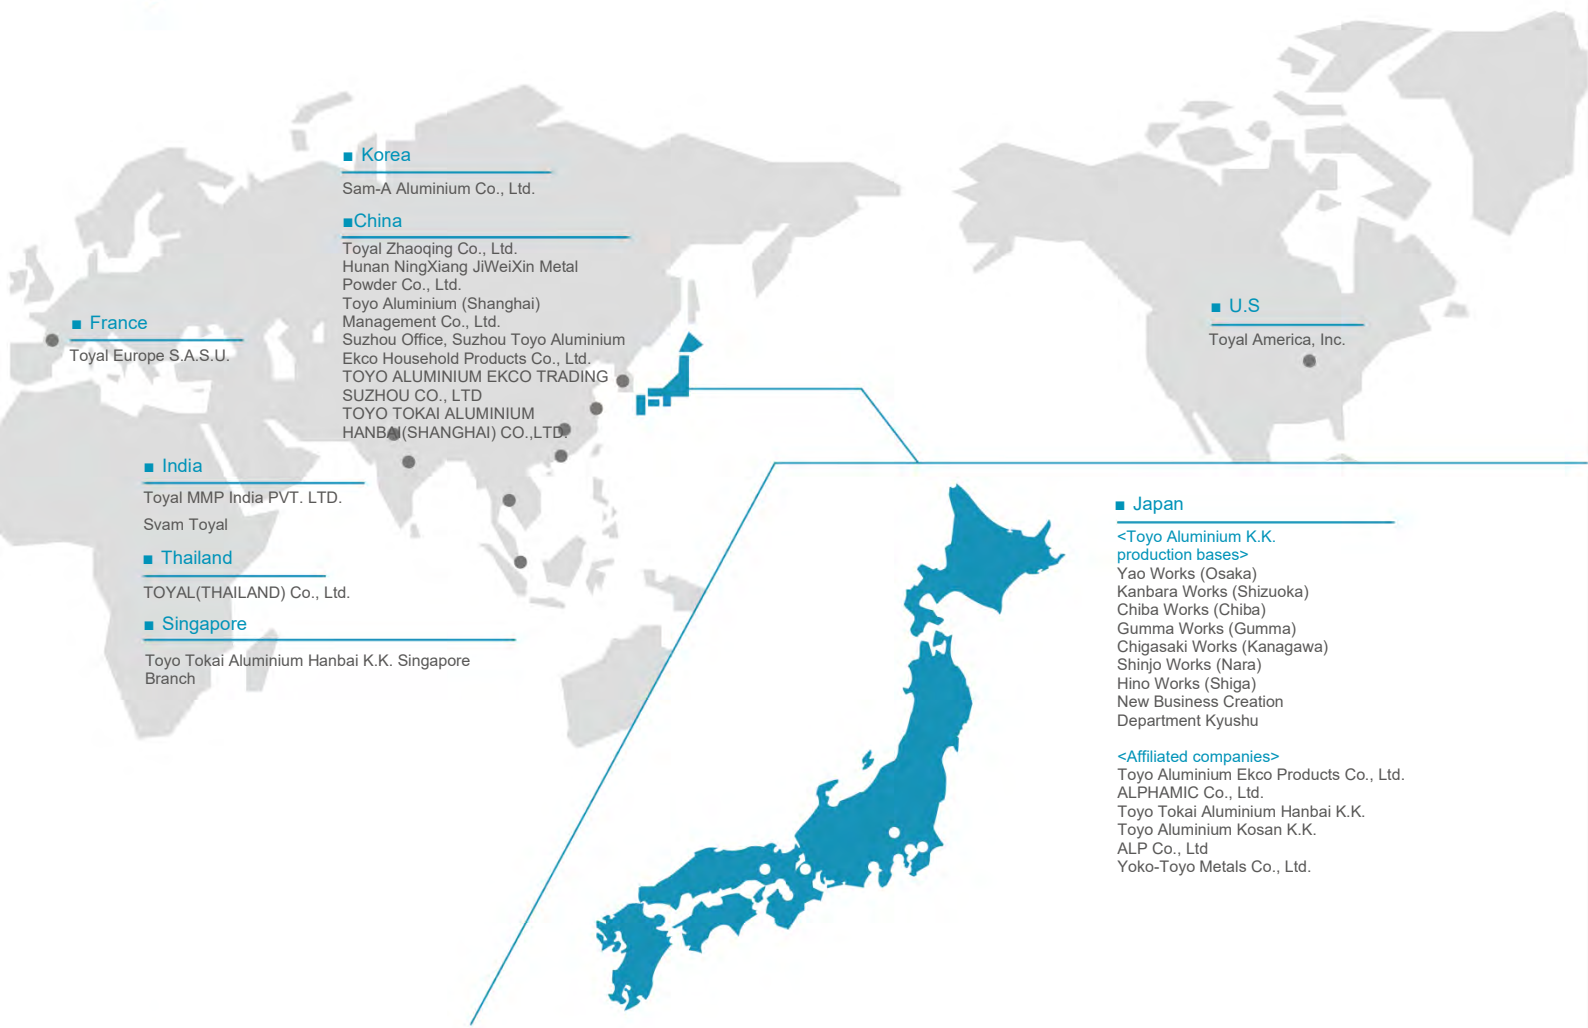 ■ Korea
Sam-A Aluminium Co., Ltd.
■China
Toyal Zhaoqing Co., Ltd.
Hunan NingXiang JiWeiXin Metal
Powder Co., Ltd.
Toyo Aluminium (Shanghai)
Management Co., Ltd.
Suzhou Office, Suzhou Toyo Aluminium
Ekco Household Products Co., Ltd.
TOYO ALUMINIUM EKCO TRADING
SUZHOU CO., LTD
TOYO TOKAI ALUMINIUM
HANBAI(SHANGHAI) CO.,LTD.
■ France
Toyal Europe S.A.S.U.
■ India
Toyal MMP India PVT. LTD.
Svam Toyal
■ Thailand
TOYAL(THAILAND) Co., Ltd.
■ Singapore
Toyo Tokai Aluminium Hanbai K.K. Singapore
Branch
■ U.S
Toyal America, Inc.
■ Japan
<Toyo Aluminium K.K.
production bases>
Yao Works (Osaka)
Kanbara Works (Shizuoka)
Chiba Works (Chiba)
Gumma Works (Gumma)
Chigasaki Works (Kanagawa)
Shinjo Works (Nara)
Hino Works (Shiga)
New Business Creation
Department Kyushu
<Affiliated companies>
Toyo Aluminium Ekco Products Co., Ltd.
ALPHAMIC Co., Ltd.
Toyo Tokai Aluminium Hanbai K.K.
Toyo Aluminium Kosan K.K.
ALP Co., Ltd
Yoko-Toyo Metals Co., Ltd.